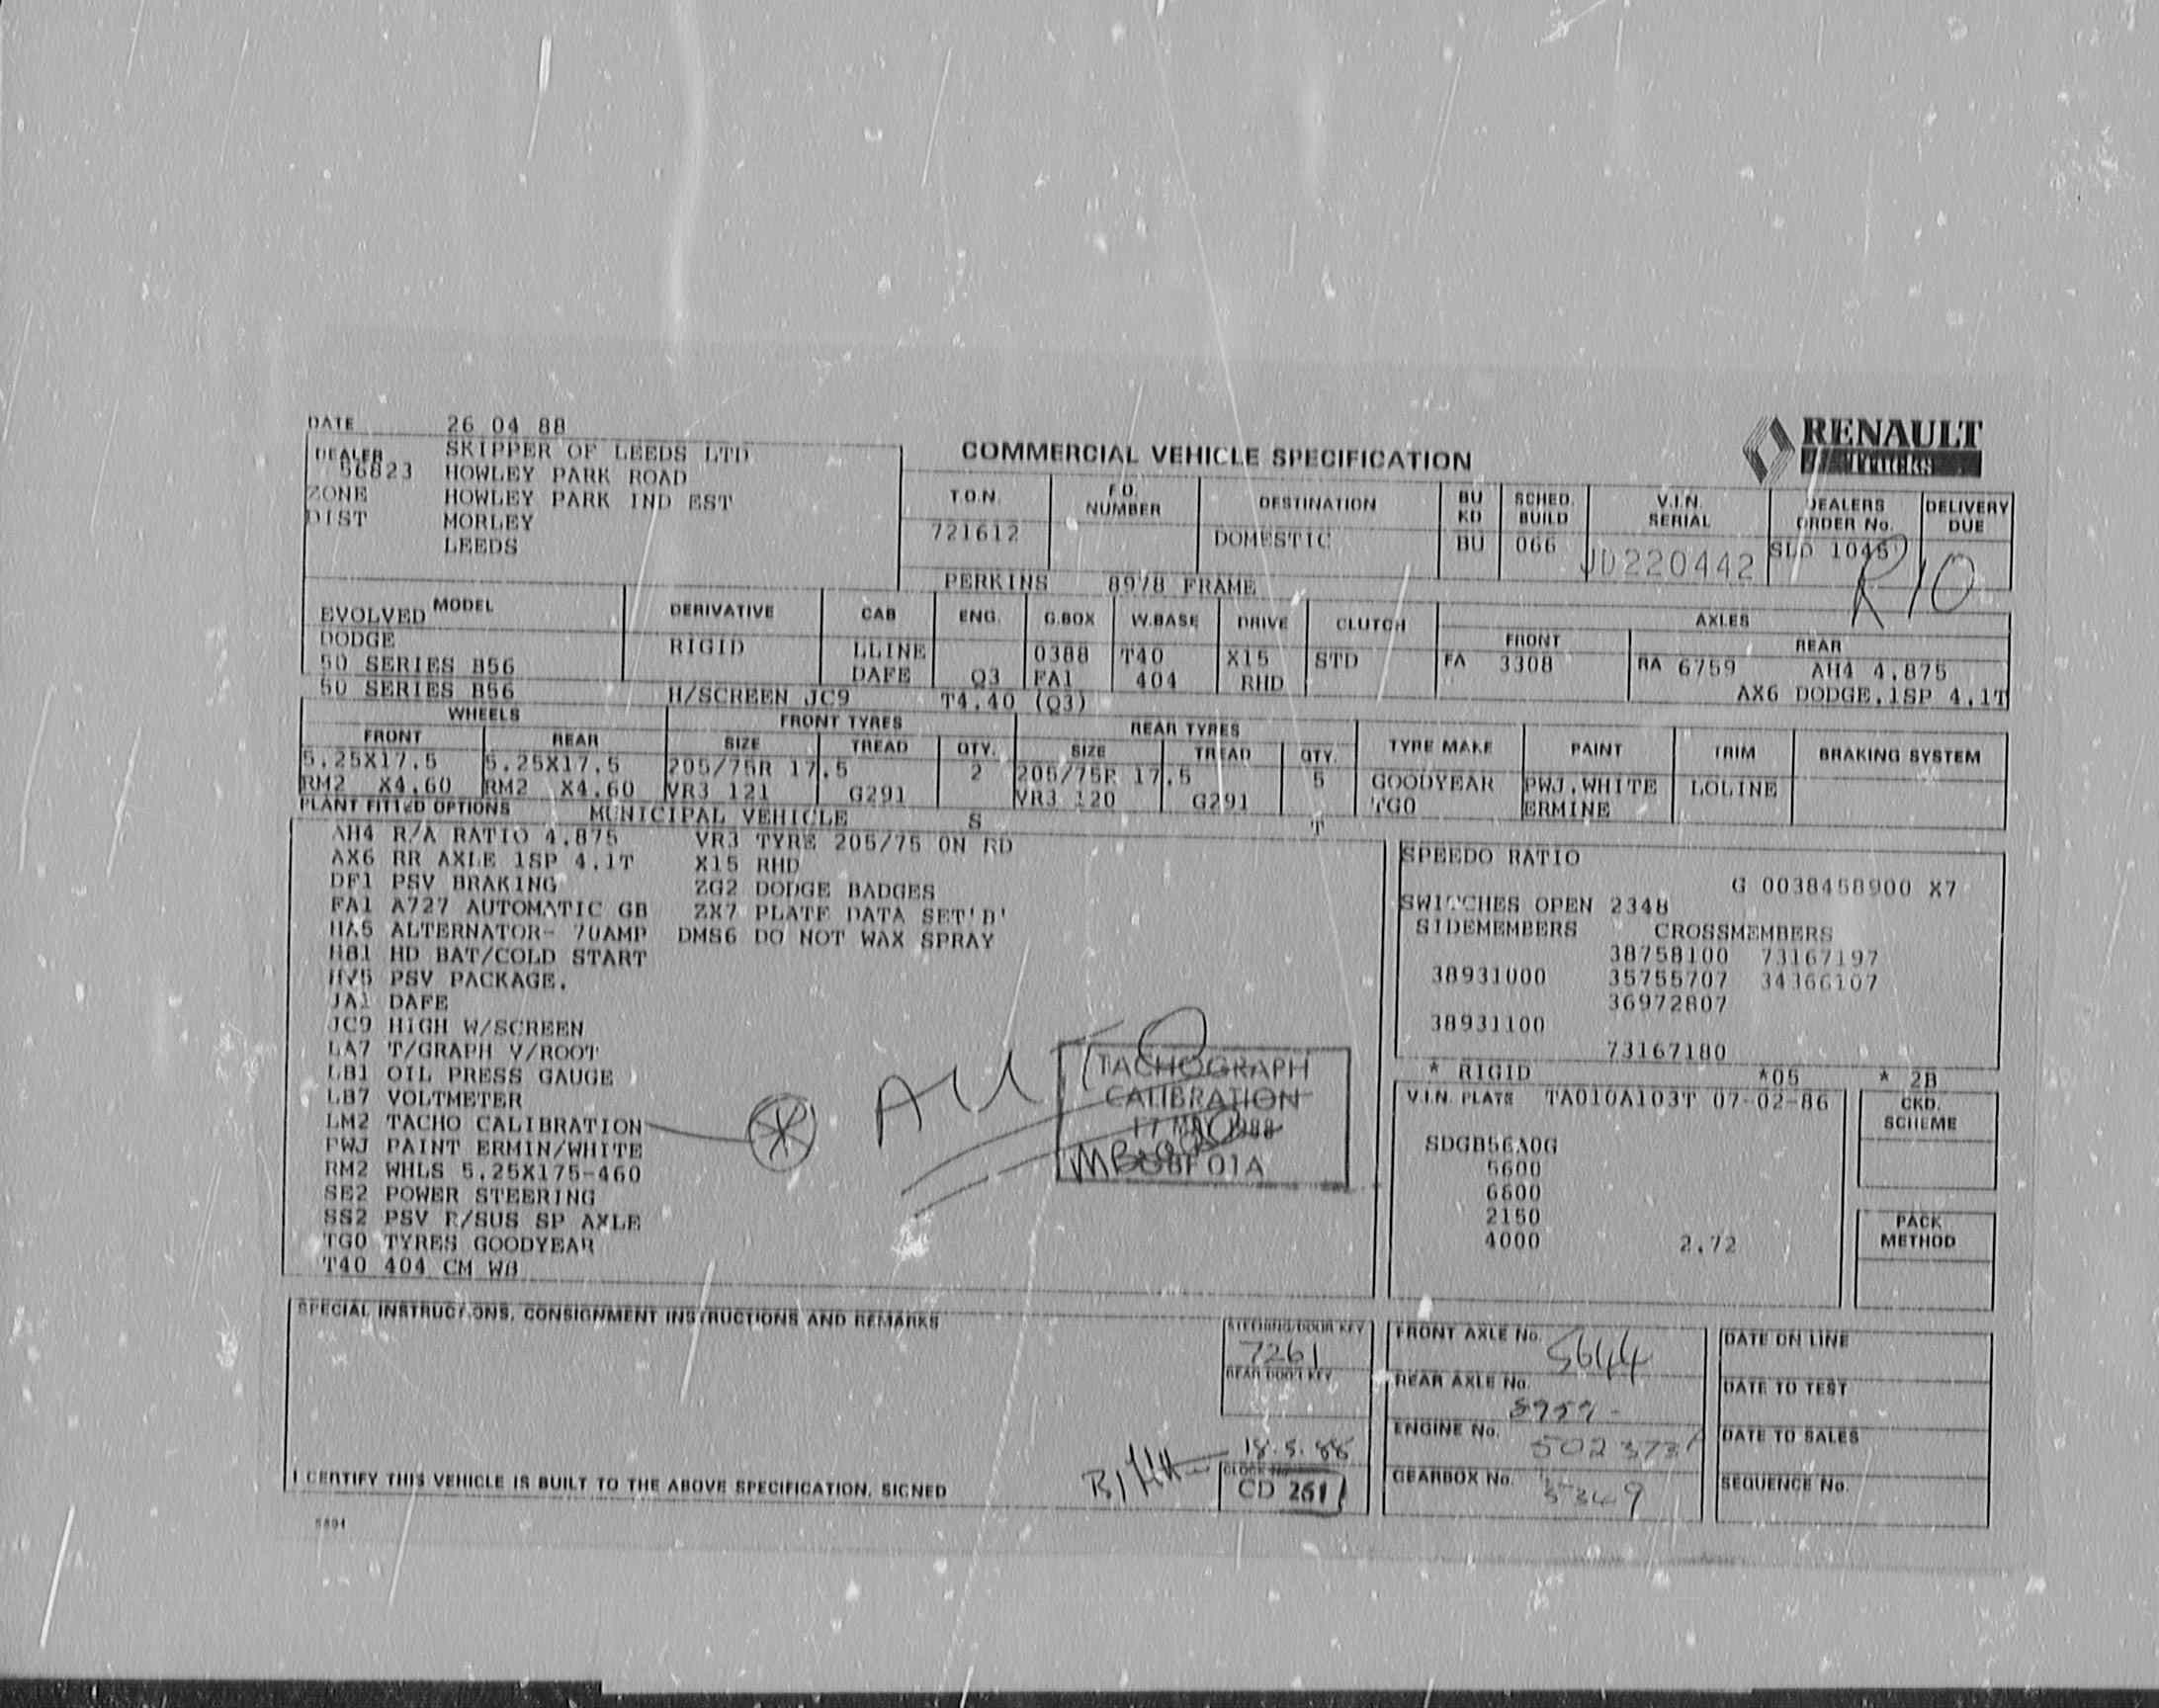 DATE 26 04 88
DEALER SKIPPER OF LEEDS LTD
56823 HOWLEY PARK ROAD
ZONE HOWLEY PARK IND EST
DIST MORLEY
LEEDS
COMMERCIAL VEHICLE SPECIFICATION
RENAULT
Trucks
T.O.N. F.O. NUMBER DESTINATION BU KD SCHED. BUILD V.I.N. SERIAL DEALERS ORDER No. DELIVERY DUE
721612 DOMESTIC BU 066 JD220442 SLD 1045
R10
PERKINS 8978 FRAME
MODEL DERIVATIVE CAB ENG. G.BOX W.BASE DRIVE CLUTCH AXLES
FRONT REAR
EVOLVED
DODGE RIGID LLINE 0388 T40 X15 STD FA 3308 RA 6759 AH4 4.875
50 SERIES B56 DAFE Q3 FA1 404 RHD AX6 DODGE.1SP 4.1T
50 SERIES B56 H/SCREEN JC9 T4.40 (Q3)
WHEELS FRONT TYRES REAR TYRES
FRONT REAR SIZE TREAD QTY. SIZE TREAD QTY. TYRE MAKE PAINT TRIM BRAKING SYSTEM
5.25X17.5 5.25X17.5 205/75R 17.5 2 205/75R 17.5 5 GOODYEAR PWJ.WHITE LOLINE
RM2 X4.60 RM2 X4.60 VR3 121 G291 VR3 120 G291 TG0 ERMINE
PLANT FITTED OPTIONS MUNICIPAL VEHICLE S T
AH4 R/A RATIO 4.875 VR3 TYRE 205/75 ON RD
AX6 RR AXLE 1SP 4.1T X15 RHD
DF1 PSV BRAKING ZG2 DODGE BADGES
FA1 A727 AUTOMATIC GB ZX7 PLATE DATA SET'B'
HA5 ALTERNATOR- 70AMP DMS6 DO NOT WAX SPRAY
HB1 HD BAT/COLD START
HV5 PSV PACKAGE.
JA1 DAFE
JC9 HIGH W/SCREEN
LA7 T/GRAPH V/ROOT
LB1 OIL PRESS GAUGE
LB7 VOLTMETER
LM2 TACHO CALIBRATION
PWJ PAINT ERMIN/WHITE
RM2 WHLS 5.25X175-460
SE2 POWER STEERING
SS2 PSV R/SUS SP AXLE
TG0 TYRES GOODYEAR
T40 404 CM WB
AUTO
TACHOGRAPH
CALIBRATION
17 MAY 1988
01A
SPEEDO RATIO
G 0038458900 X7
SWITCHES OPEN 2348
SIDEMEMBERS CROSSMEMBERS
38758100 73167197
38931000 35755707 34366107
36972807
38931100
73167180
* RIGID *05 * 2B
V.I.N. PLATE TA010A103T 07-02-86
SDGB56A0G
5600
6600
2150
4000 2.72
CKD. SCHEME
PACK METHOD
SPECIAL INSTRUCTIONS, CONSIGNMENT INSTRUCTIONS AND REMARKS
STEERING/DOOR KEY
7261
REAR DOOR KEY
18.5.88
CLOCK No.
CD 261
I CERTIFY THIS VEHICLE IS BUILT TO THE ABOVE SPECIFICATION, SIGNED
FRONT AXLE No. 5644
REAR AXLE No. 8959-
ENGINE No. 502373
GEARBOX No. 5349
DATE ON LINE
DATE TO TEST
DATE TO SALES
SEQUENCE No.